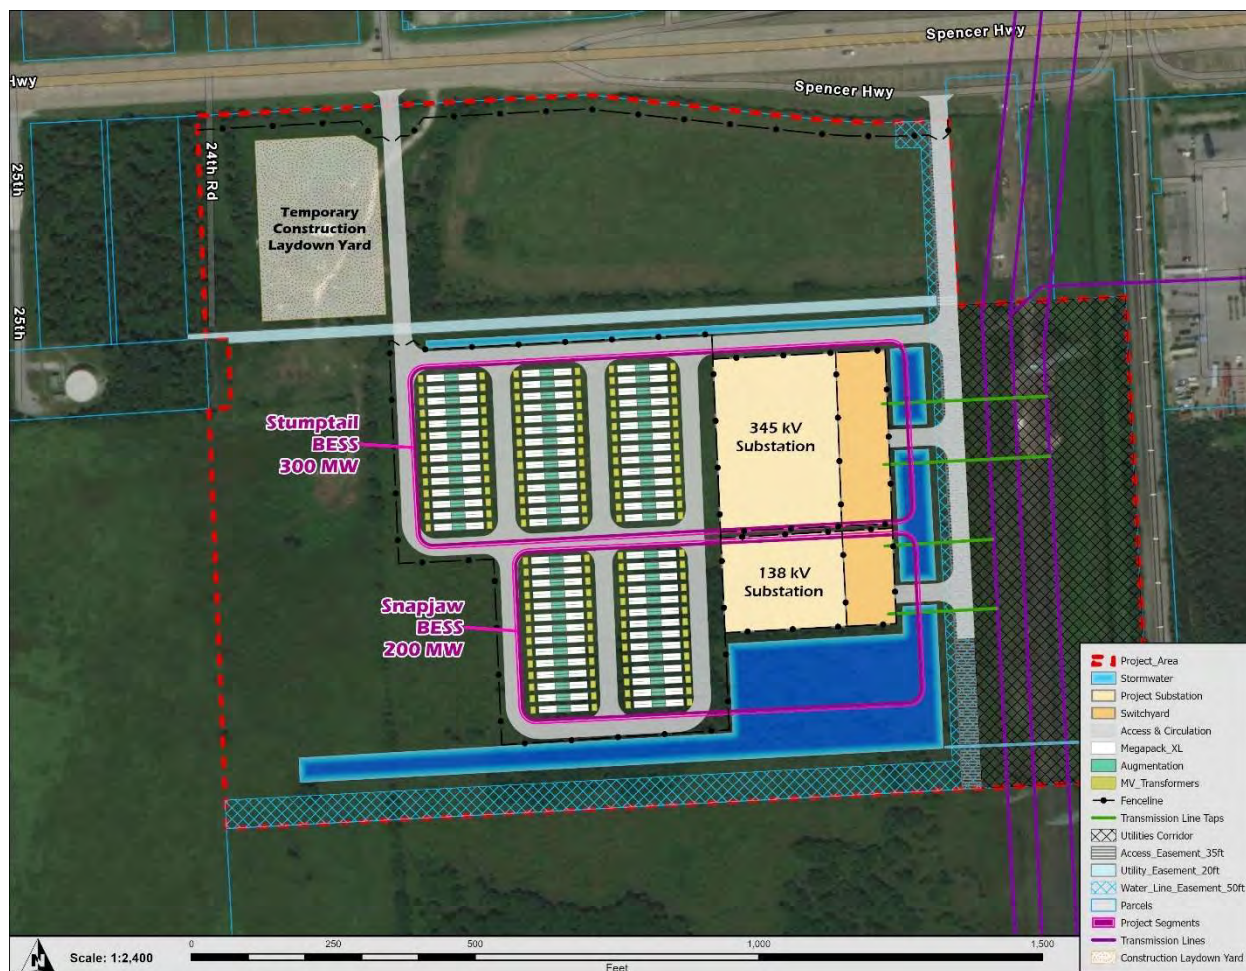 Spencer Hwy
Hwy
Spencer Hwy
24th Rd
25th
Temporary
Construction
Laydown Yard
25th
Stumptail
BESS
300 MW
345 kV
Substation
Snapjaw
BESS
200 MW
138 kV
Substation
Project_Area
Stormwater
Project Substation
Switchyard
Access & Circulation
Megapack_XL
Augmentation
MV_Transformers
Fenceline
Transmission Line Taps
Utilities Corridor
Access_Easement_35ft
Utility_Easement_20ft
Water_Line_Easement_50ft
Parcels
Project Segments
Transmission Lines
Construction Laydown Yard
N
Scale: 1:2,400
0 250 500 1,000 1,500
Feet